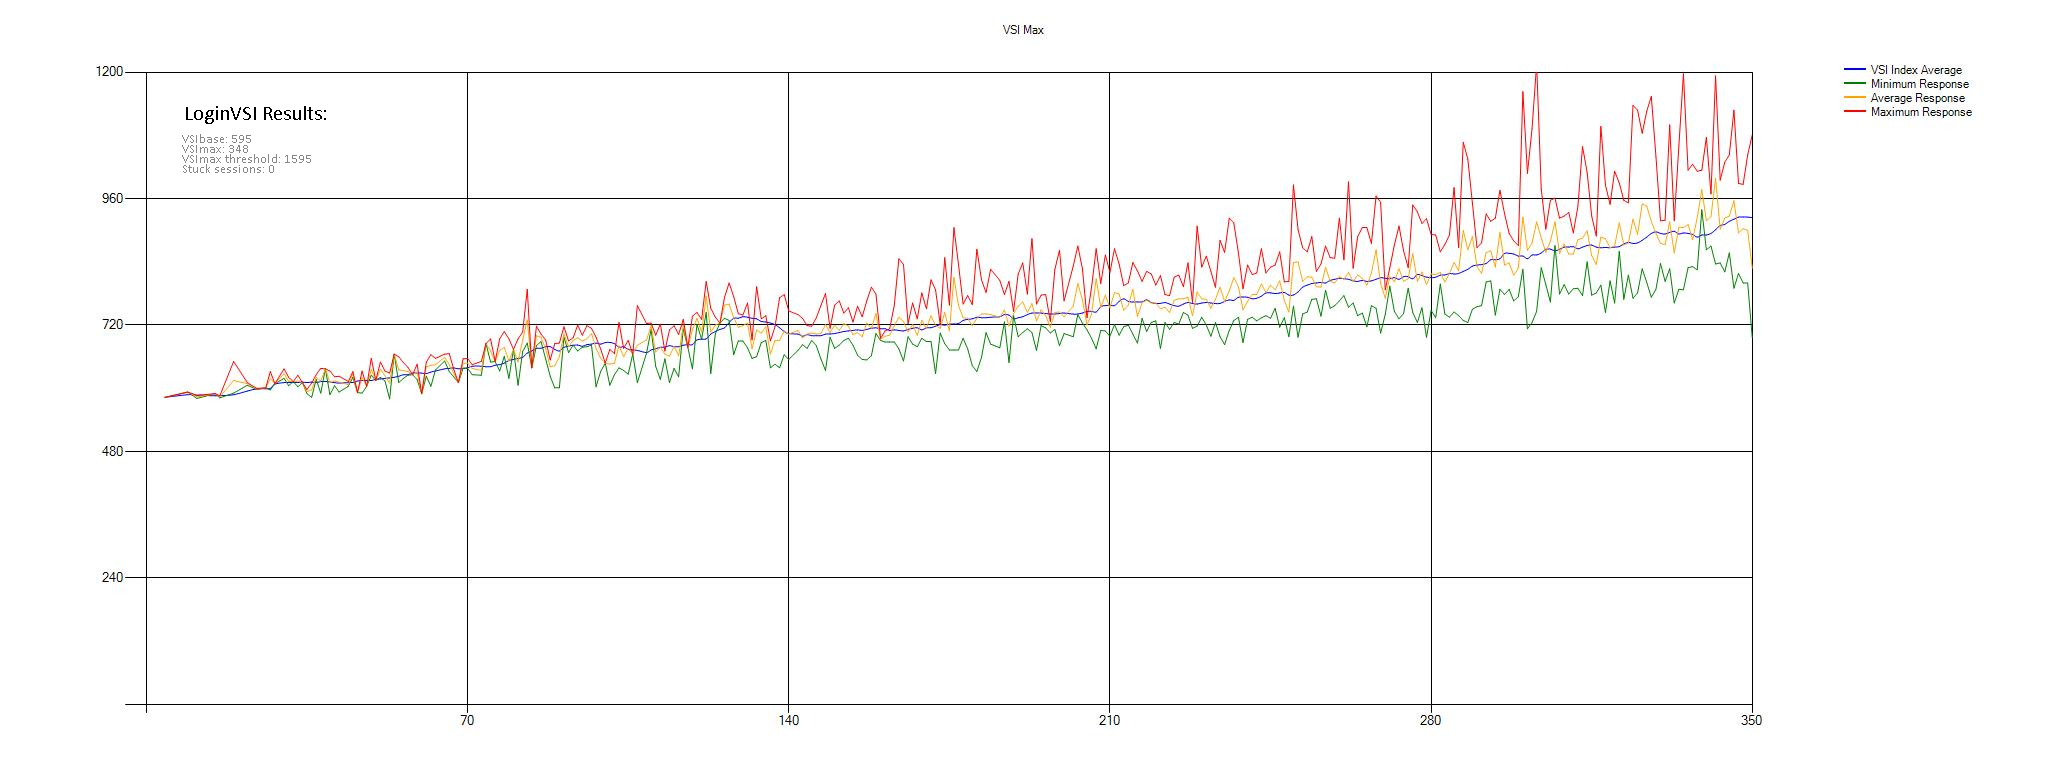 VSI Max
1200
960
720
480
240
LoginVSI Results:
VSIbase: 595
VSImax: 348
VSImax threshold: 1595
Stuck sessions: 0
VSI Index Average
Minimum Response
Average Response
Maximum Response
70
140
210
280
350